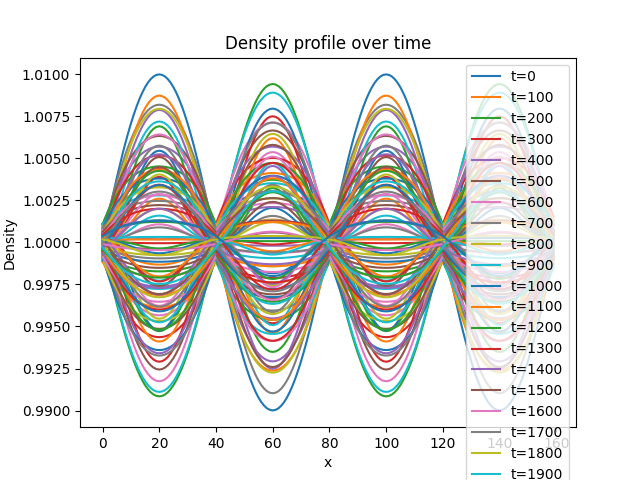 Density profile over time
1.0100
1.0075
1.0050
1.0025
1.0000
0.9975
0.9950
0.9925
0.9900
Density
0 20 40 60 80 100 120 140 160
x
t=0
t=100
t=200
t=300
t=400
t=500
t=600
t=700
t=800
t=900
t=1000
t=1100
t=1200
t=1300
t=1400
t=1500
t=1600
t=1700
t=1800
t=1900